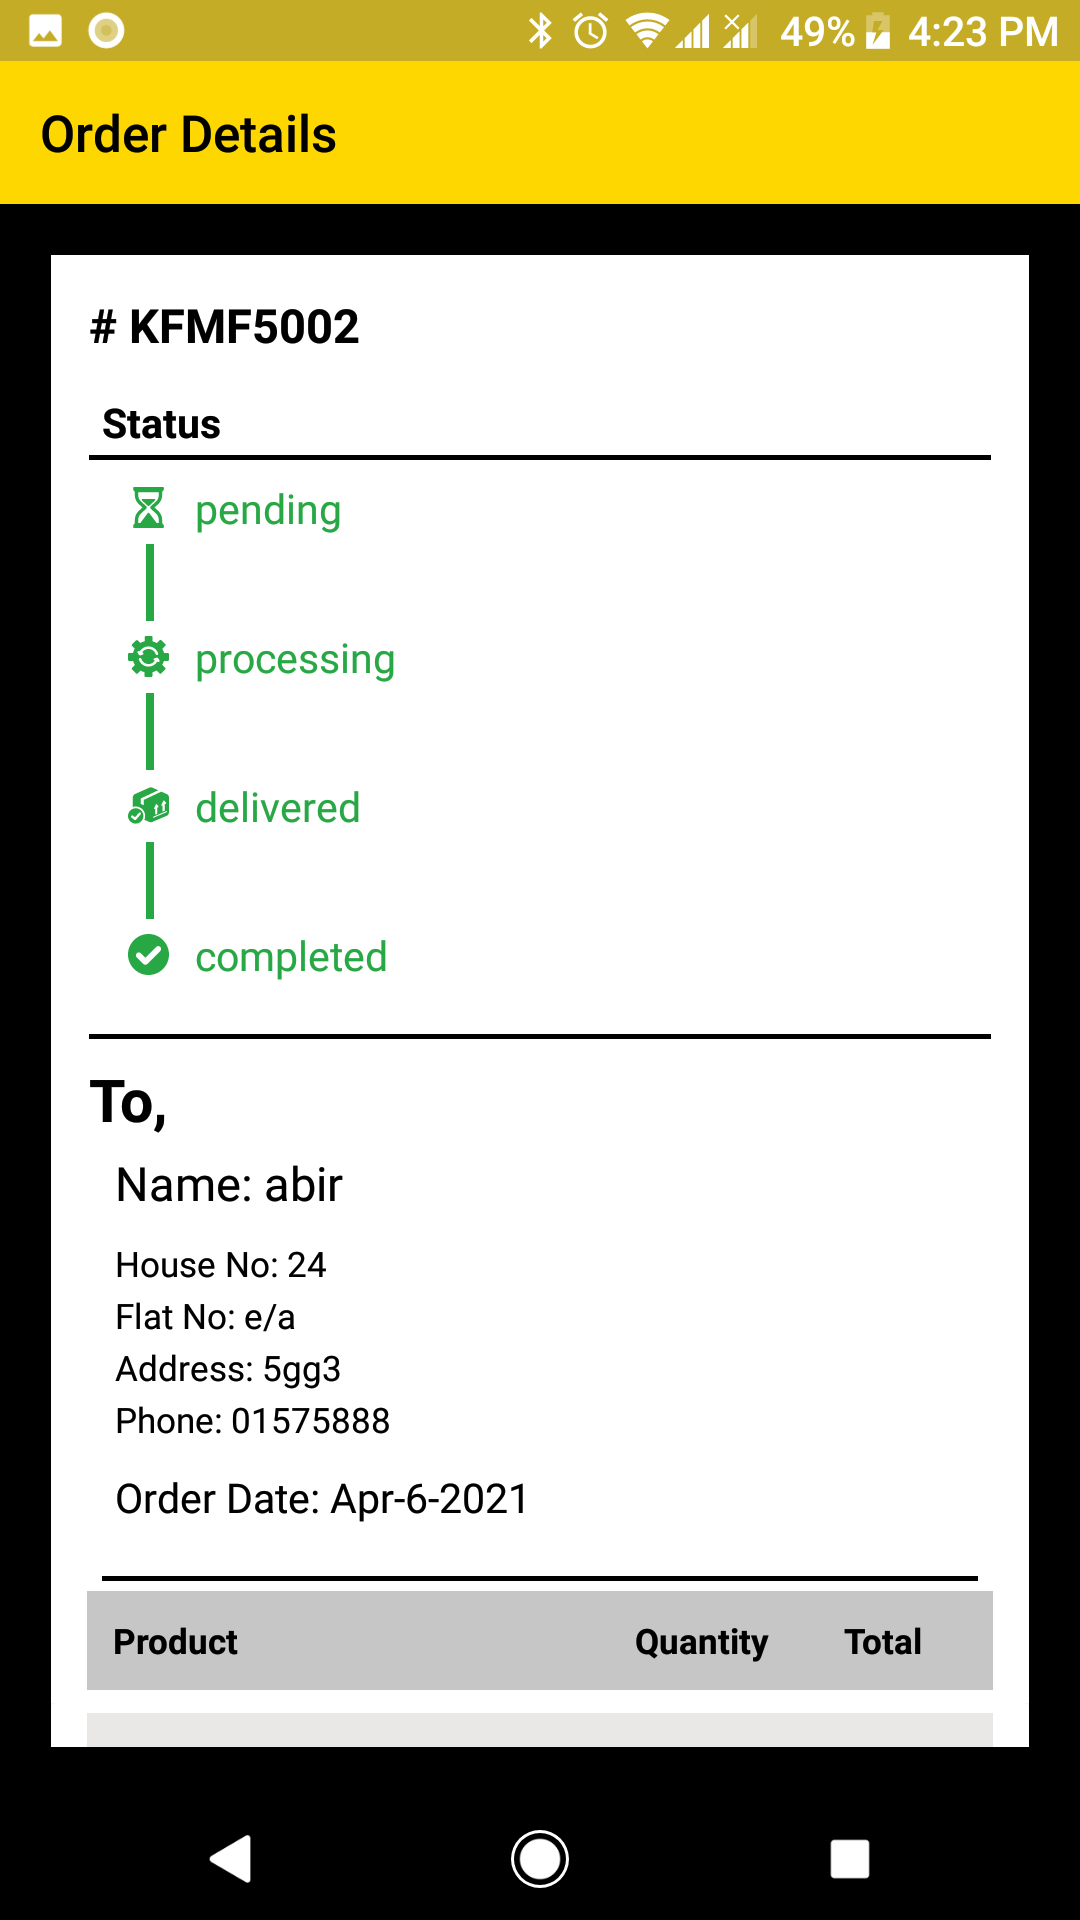 49% 4:23 PM
Order Details
# KFMF5002
Status
pending
processing
delivered
completed
To,
Name: abir
House No: 24
Flat No: e/a
Address: 5gg3
Phone: 01575888
Order Date: Apr-6-2021
Product Quantity Total